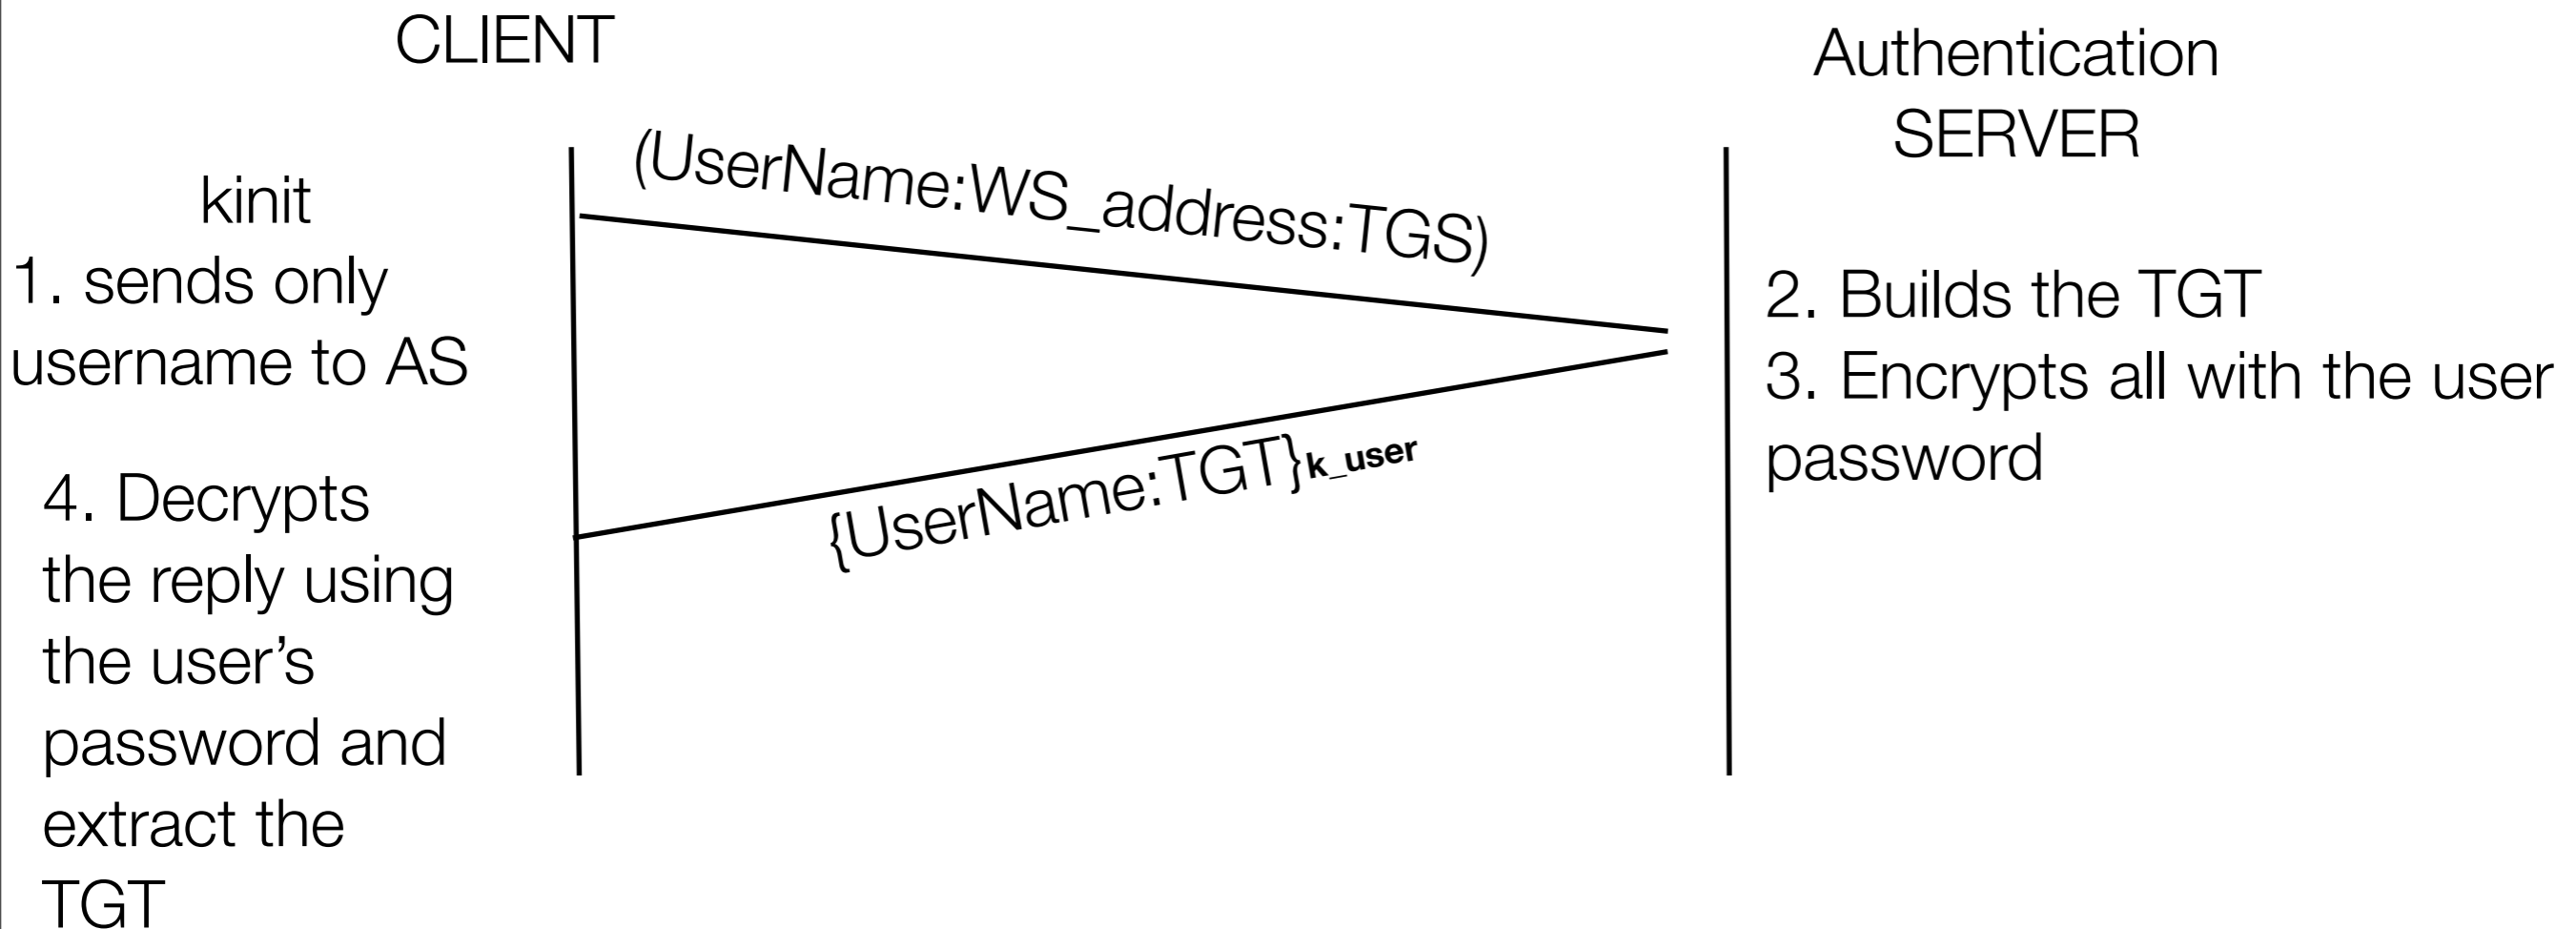 CLIENT
Authentication
SERVER
kinit
1. sends only
username to AS
(UserName:WS_address:TGS)
2. Builds the TGT
3. Encrypts all with the user
password
{UserName:TGT}k_user
4. Decrypts
the reply using
the user’s
password and
extract the
TGT